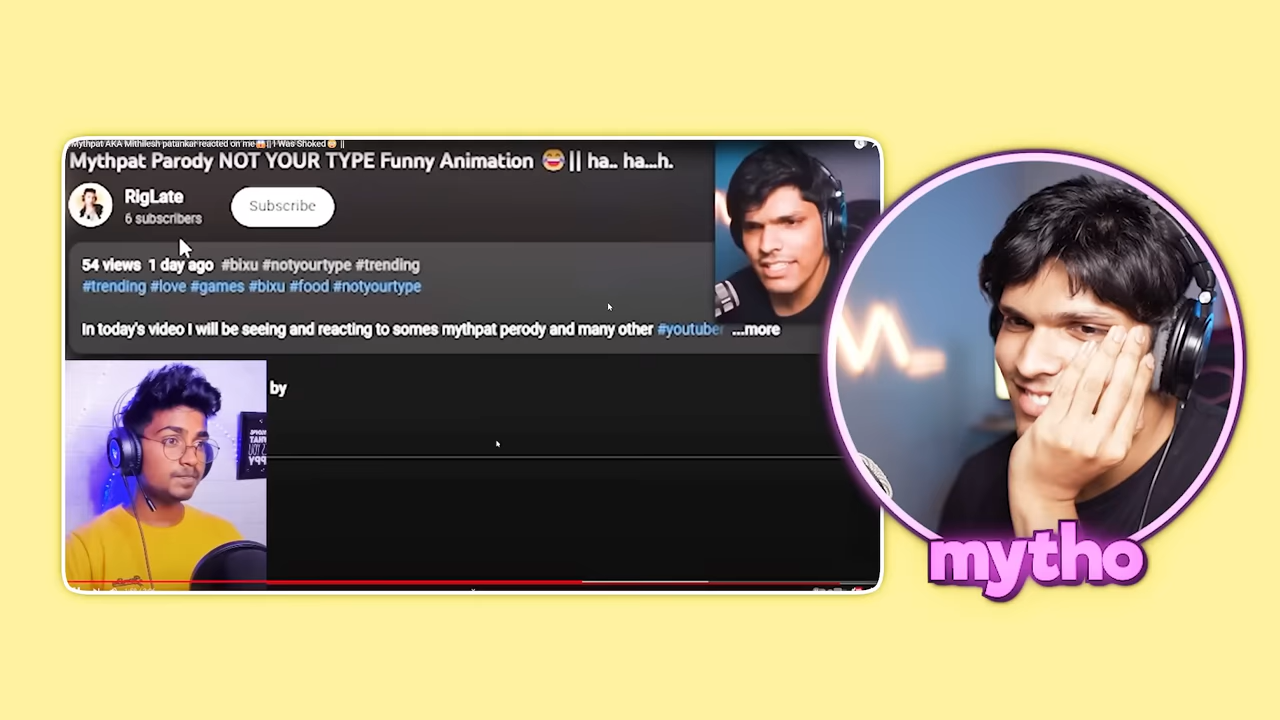 Mythpat AKA Mithilesh patankar reacted on me😱|| I Was Shoked😳 ||
Mythpat Parody NOT YOUR TYPE Funny Animation 😂|| ha.. ha...h.
RigLate
6 subscribers
Subscribe
54 views 1 day ago #bixu #notyourtype #trending
#trending #love #games #bixu #food #notyourtype
In today's video I will be seeing and reacting to somes mythpat perody and many other #youtuber ...more
by
mytho